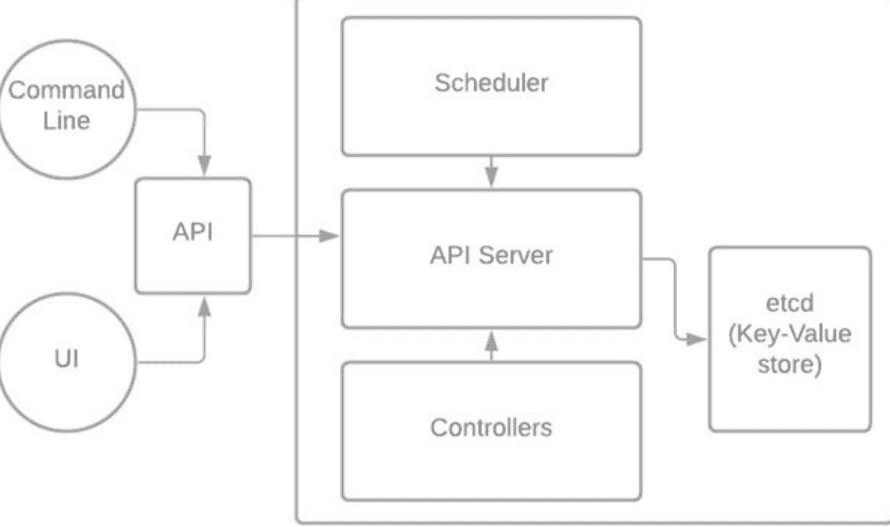 Command
Line
API
UI
Scheduler
API Server
Controllers
etcd
(Key-Value
store)